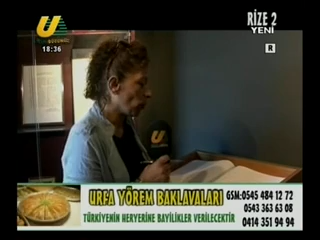 RİZE 2
YENİ
18:36
R
URFA YÖREM BAKLAVALARI
TÜRKİYENİN HERYERİNE BAYİLİKLER VERİLECEKTİR
GSM:0545 484 12 72
0543 363 63 08
0414 351 94 94